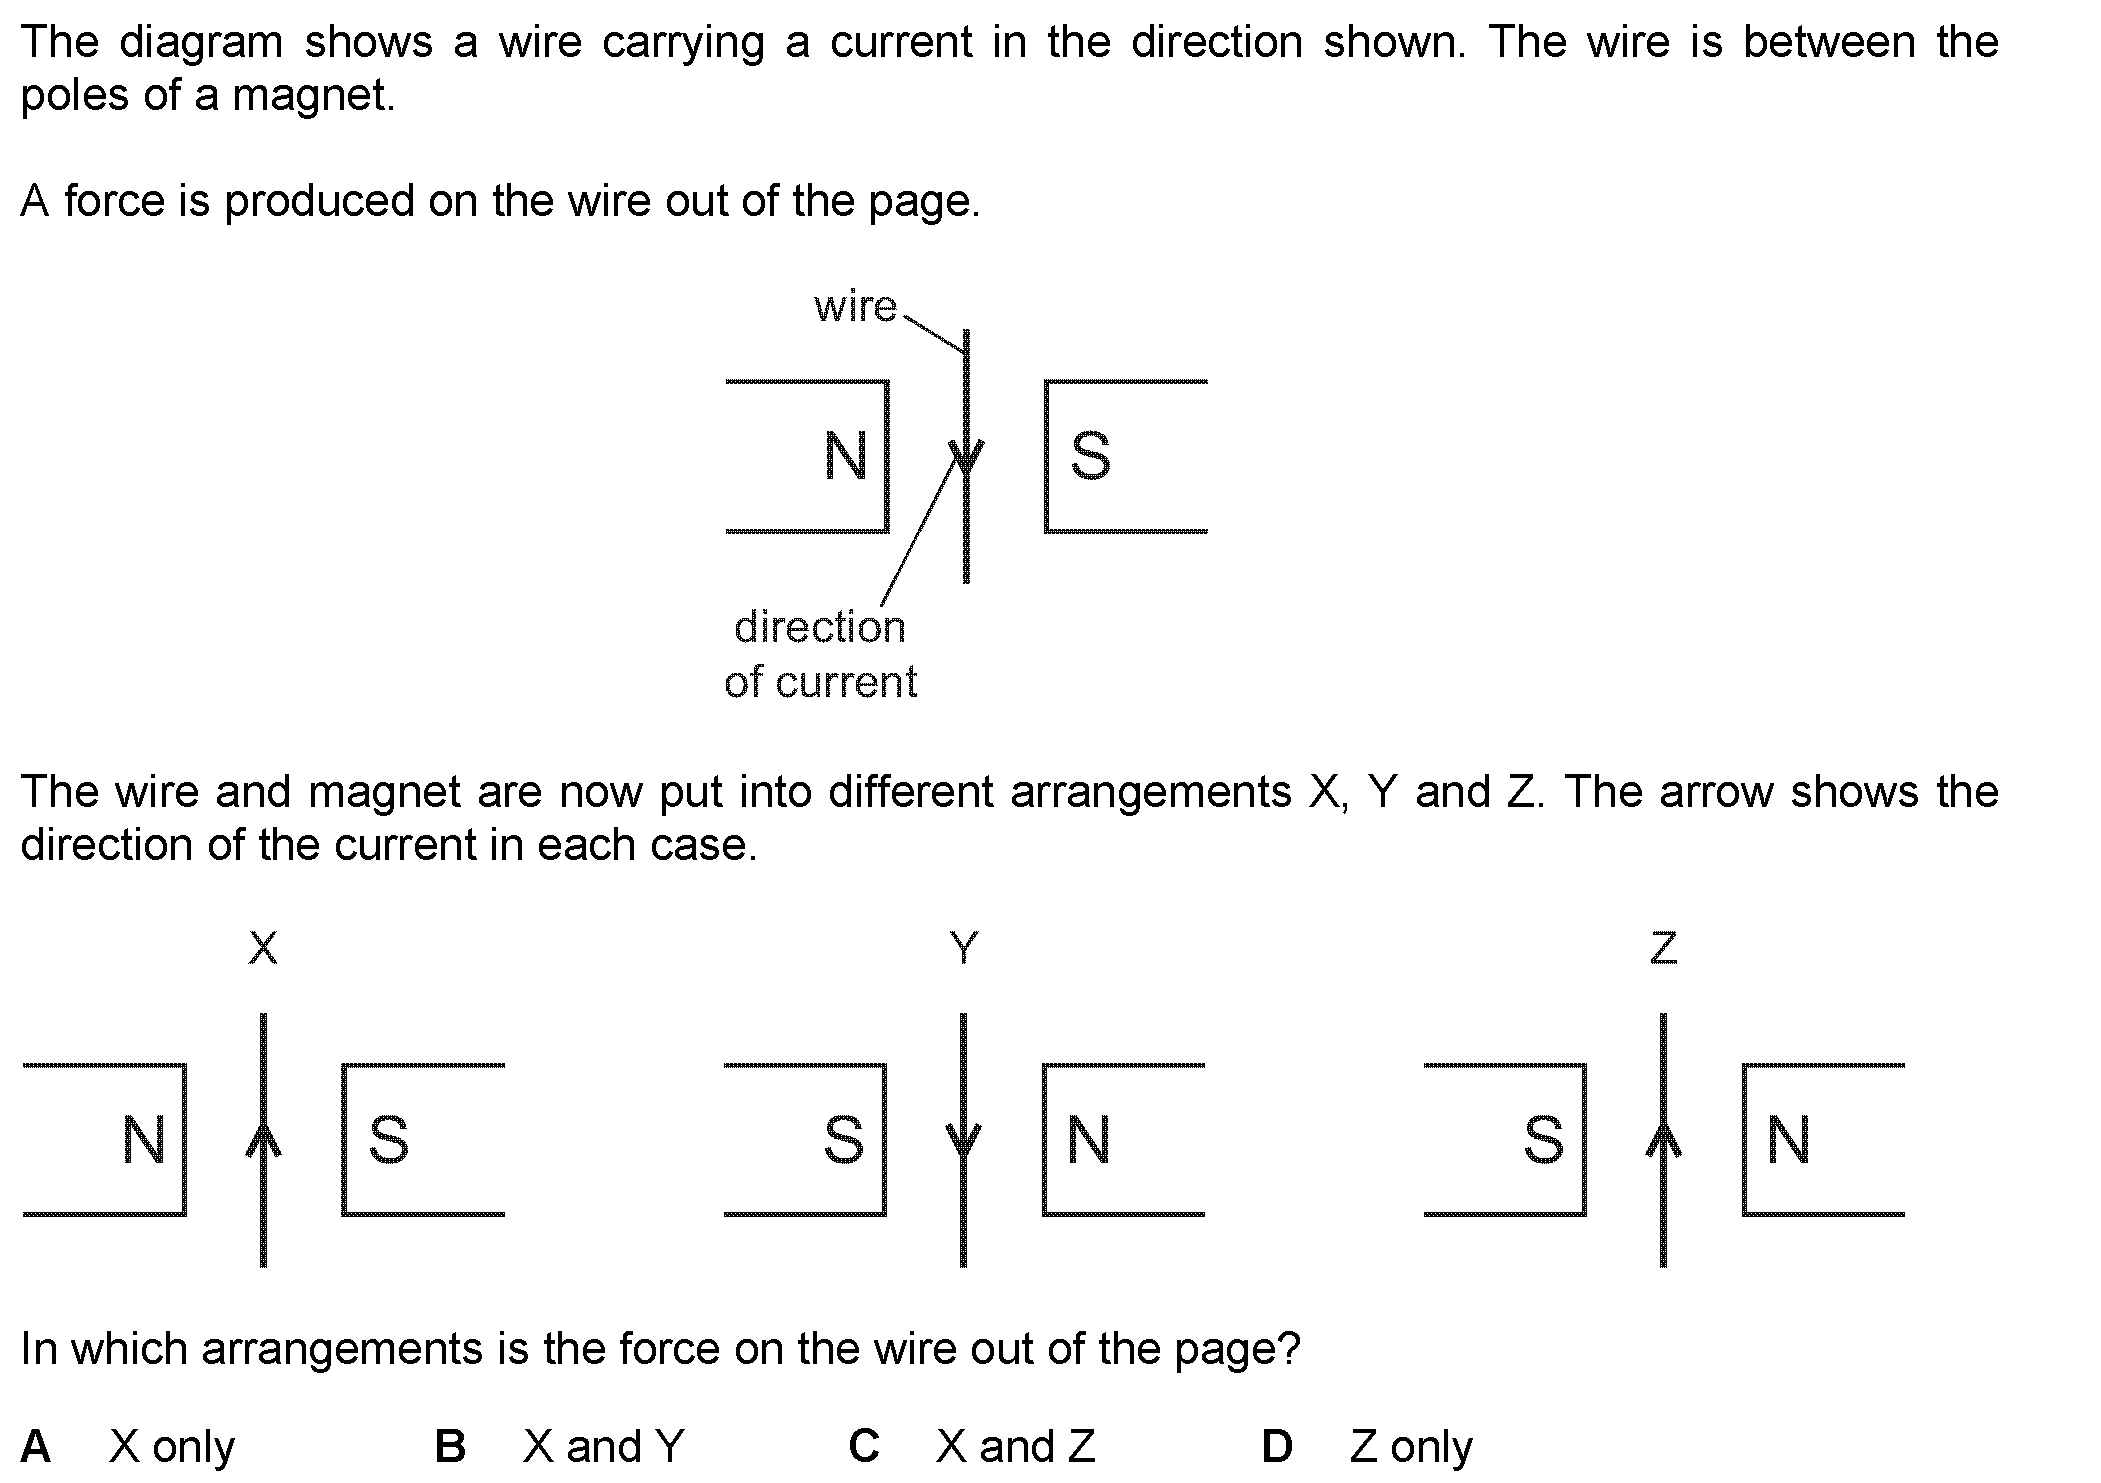 The diagram shows a wire carrying a current in the direction shown. The wire is between the
poles of a magnet.
A force is produced on the wire out of the page.
wire
N S
direction
of current
The wire and magnet are now put into different arrangements X, Y and Z. The arrow shows the
direction of the current in each case.
X Y Z
N S S N S N
In which arrangements is the force on the wire out of the page?
A X only B X and Y C X and Z D Z only